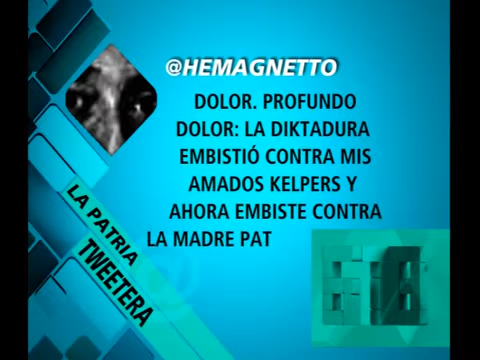 @HEMAGNETTO
DOLOR. PROFUNDO
DOLOR: LA DIKTADURA
EMBISTIÓ CONTRA MIS
AMADOS KELPERS Y
AHORA EMBISTE CONTRA
LA MADRE PAT
LA PATRIA
TWEETERA